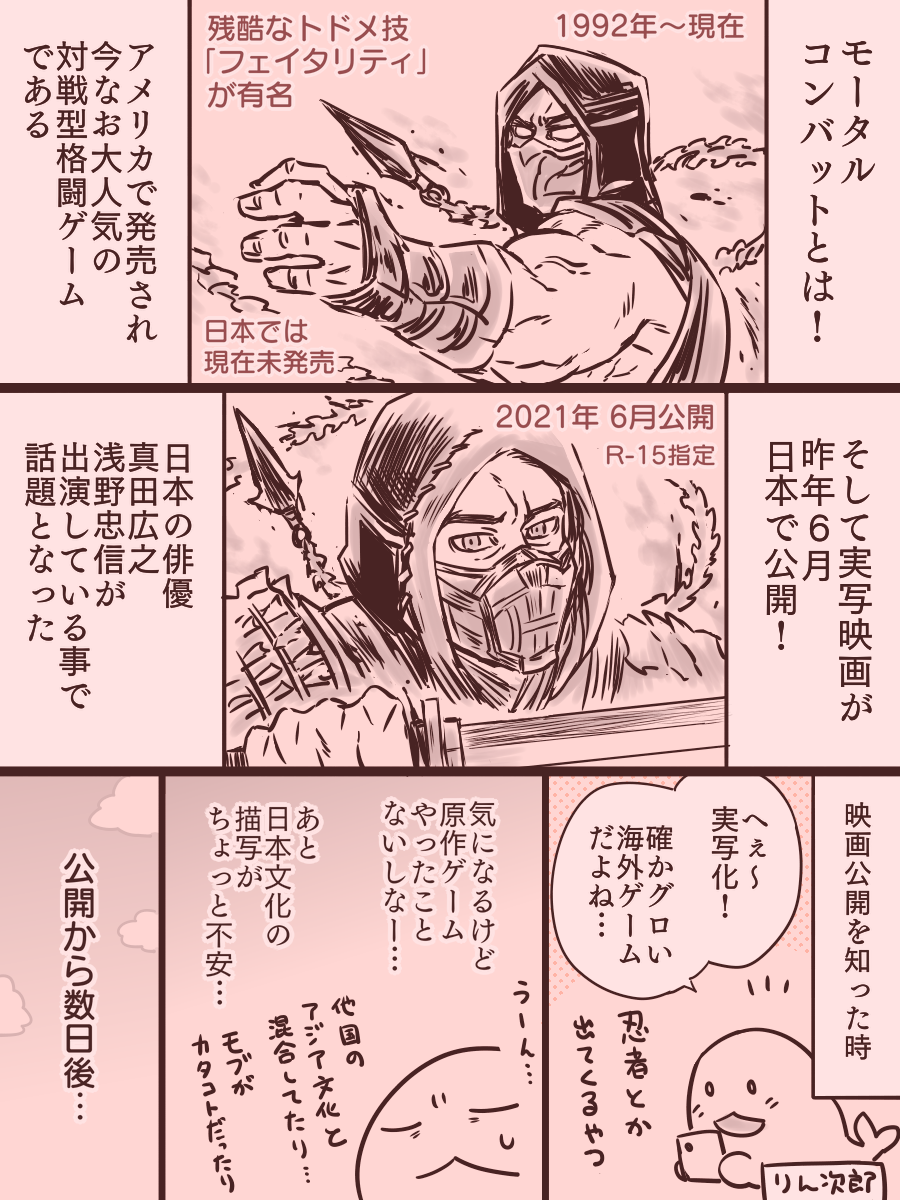 モータル
コンバットとは！
1992年〜現在
残酷なトドメ技
「フェイタリティ」
が有名
日本では
現在未発売
アメリカで発売され
今なお大人気の
対戦型格闘ゲーム
である
そして実写映画が
昨年6月
日本で公開！
2021年 6月公開
R-15指定
日本の俳優
真田広之
浅野忠信が
出演している事で
話題となった
映画公開を知った時
へぇ〜
実写化！
確かグロい
海外ゲーム
だよね…
忍者とか
出てくるやつ
りん次郎
気になるけど
原作ゲーム
やったこと
ないしなー…
うーん…
あと
日本文化の
描写が
ちょっと不安…
他国の
アジア文化と
混合してたり…
モブが
カタコトだったり
公開から数日後…